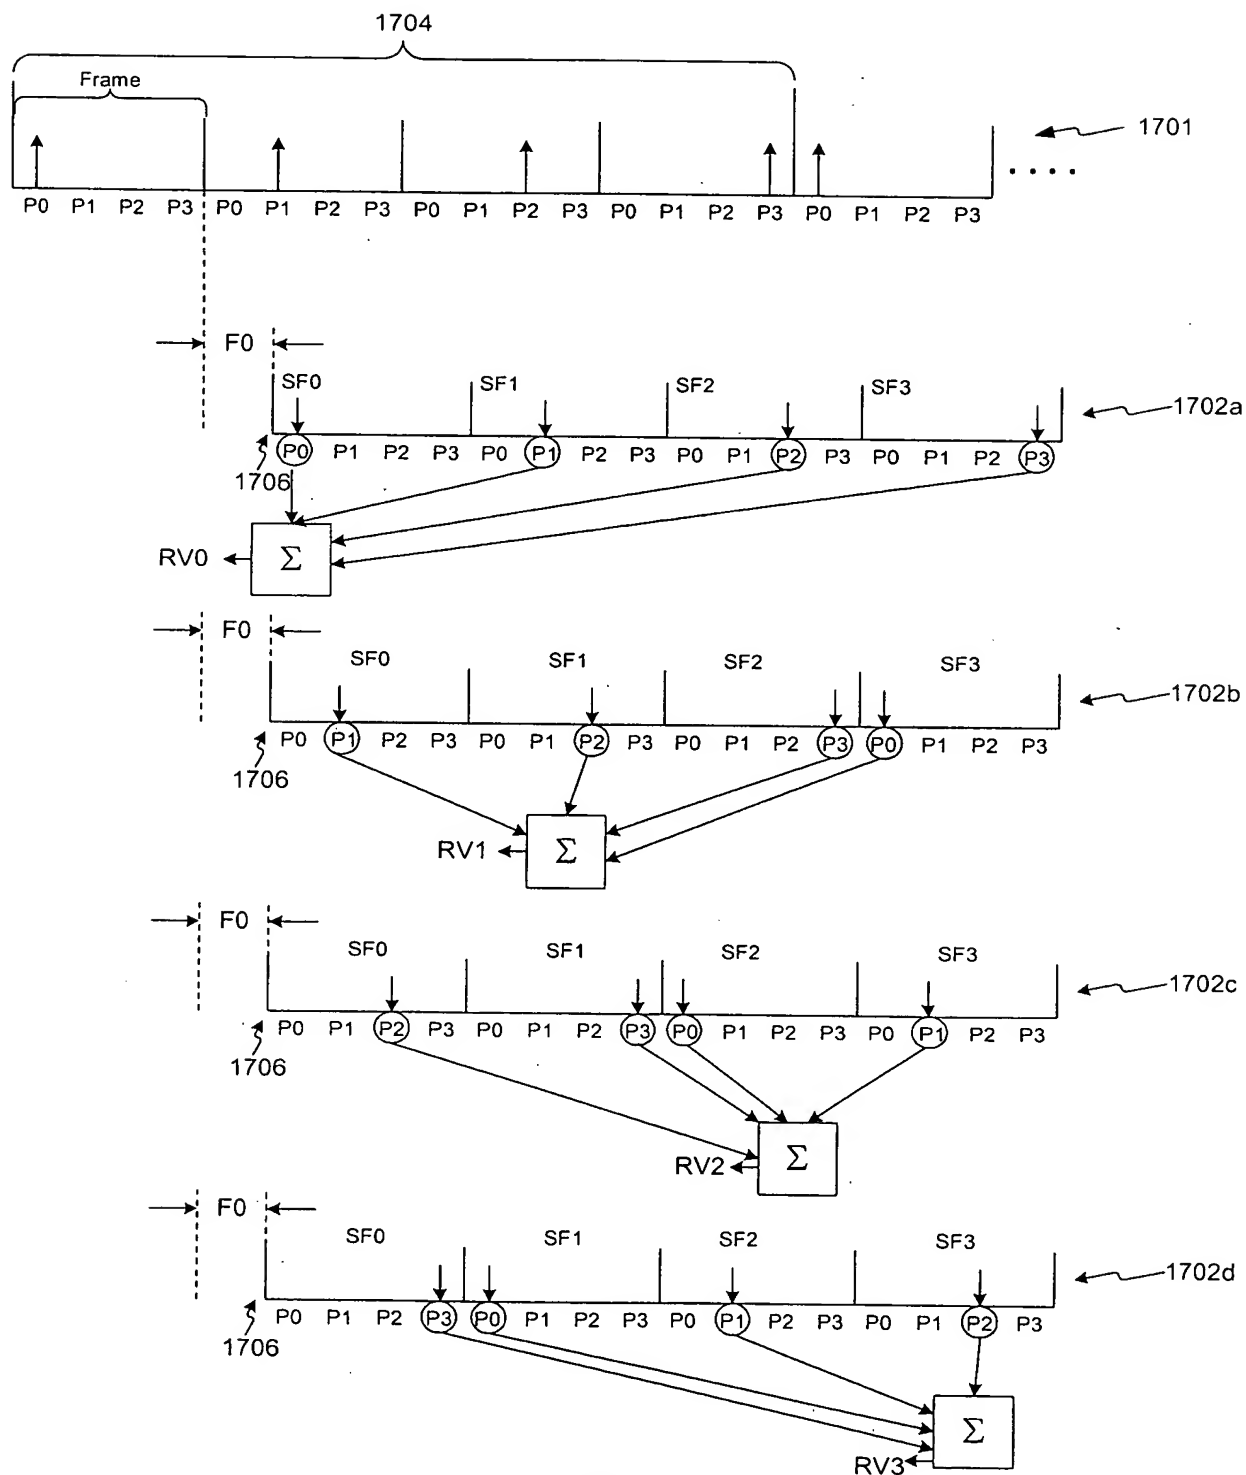 1704
Frame
1701
P0 P1 P2 P3 P0 P1 P2 P3 P0 P1 P2 P3 P0 P1 P2 P3 P0 P1 P2 P3
F0
SF0 SF1 SF2 SF3
1702a
P0 P1 P2 P3 P0 P1 P2 P3 P0 P1 P2 P3 P0 P1 P2 P3
1706
RV0 Σ
F0
SF0 SF1 SF2 SF3
1702b
P0 P1 P2 P3 P0 P1 P2 P3 P0 P1 P2 P3 P0 P1 P2 P3
1706
RV1 Σ
F0
SF0 SF1 SF2 SF3
1702c
P0 P1 P2 P3 P0 P1 P2 P3 P0 P1 P2 P3 P0 P1 P2 P3
1706
RV2 Σ
F0
SF0 SF1 SF2 SF3
1702d
P0 P1 P2 P3 P0 P1 P2 P3 P0 P1 P2 P3 P0 P1 P2 P3
1706
RV3 Σ